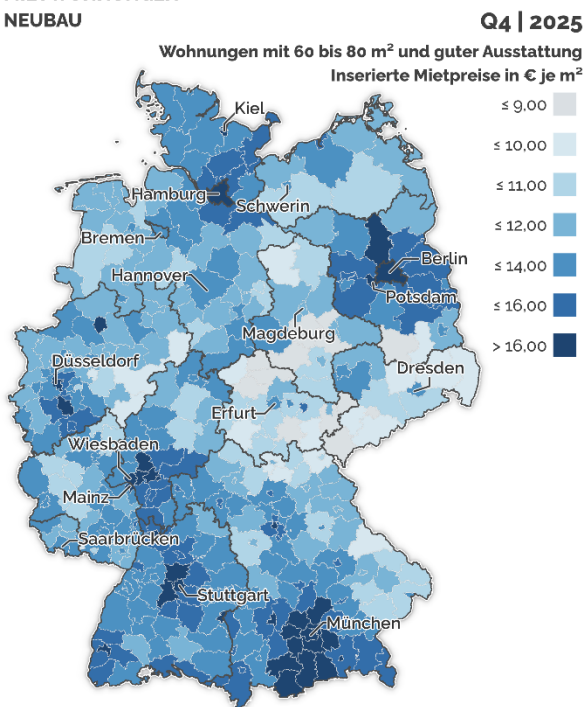 NEUBAU
Q4 | 2025
Wohnungen mit 60 bis 80 m² und guter Ausstattung
Inserierte Mietpreise in € je m²
≤ 9,00
≤ 10,00
≤ 11,00
≤ 12,00
≤ 14,00
≤ 16,00
> 16,00
Kiel
Hamburg
Schwerin
Bremen
Berlin
Hannover
Potsdam
Magdeburg
Düsseldorf
Dresden
Erfurt
Wiesbaden
Mainz
Saarbrücken
Stuttgart
München